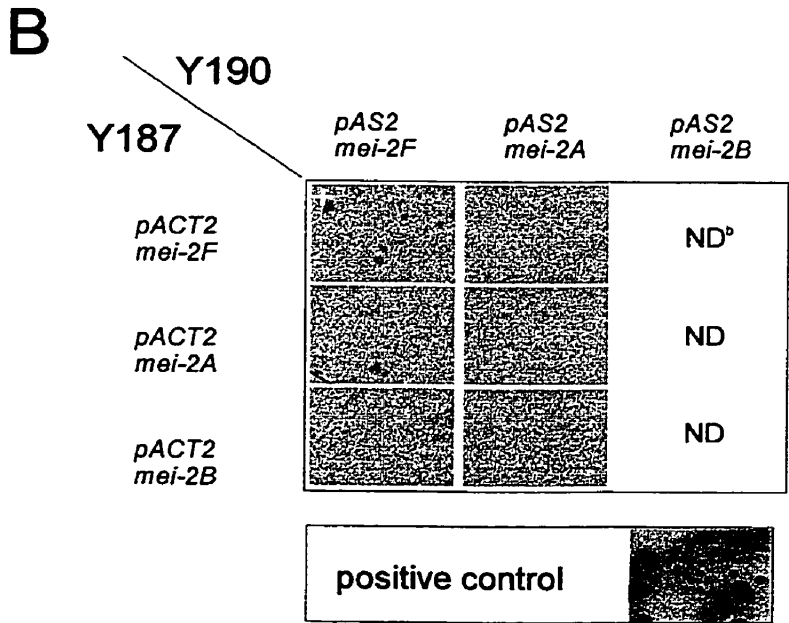 B
Y190
Y187
pAS2
mei-2F
pAS2
mei-2A
pAS2
mei-2B
pACT2
mei-2F
NDᵇ
pACT2
mei-2A
ND
pACT2
mei-2B
ND
positive control